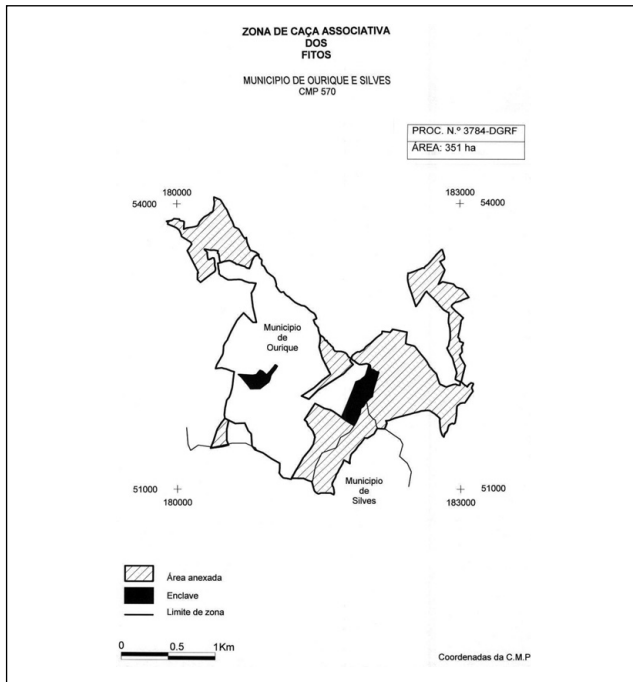 ZONA DE CAÇA ASSOCIATIVA
DOS
FITOS
MUNICIPIO DE OURIQUE E SILVES
CMP 570
PROC. N.º 3784-DGRF
ÁREA: 351 ha
180000
54000
183000
54000
Municipio
de
Ourique
51000
180000
Municipio
de
Silves
51000
183000
Área anexada
Enclave
Limite de zona
0 0.5 1Km
Coordenadas da C.M.P